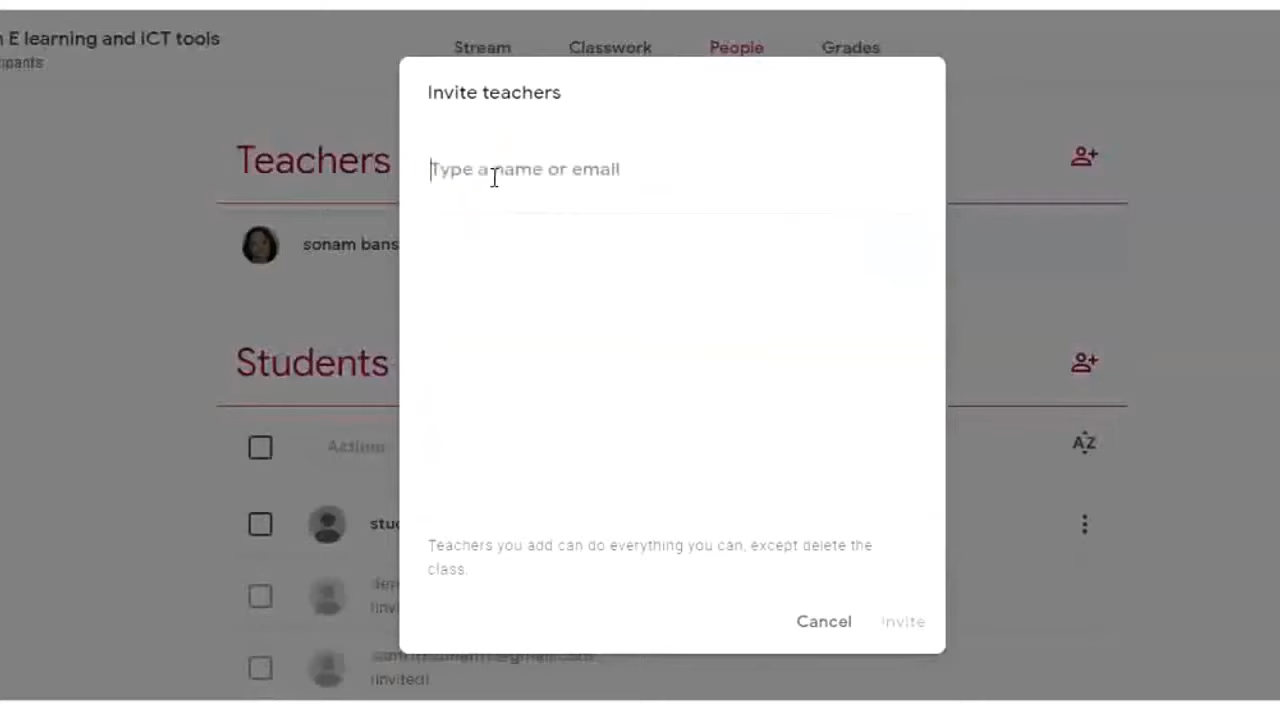 E learning and ICT tools
Stream
Classwork
People
Grades
Invite teachers
Type a name or email
Teachers
sonam bans
Students
Action
AZ
Teachers you add can do everything you can, except delete the
class.
Cancel
Invite
(invited)